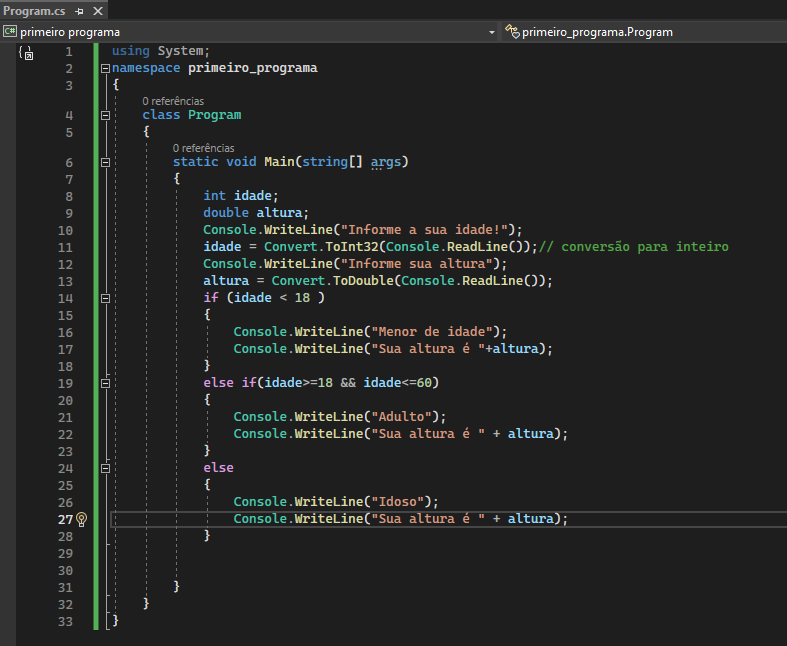 Program.cs
primeiro programa primeiro_programa.Program
1 using System;
2 namespace primeiro_programa
3 {
0 referências
4 class Program
5 {
0 referências
6 static void Main(string[] args)
7 {
8 int idade;
9 double altura;
10 Console.WriteLine("Informe a sua idade!");
11 idade = Convert.ToInt32(Console.ReadLine());// conversão para inteiro
12 Console.WriteLine("Informe sua altura");
13 altura = Convert.ToDouble(Console.ReadLine());
14 if (idade < 18 )
15 {
16 Console.WriteLine("Menor de idade");
17 Console.WriteLine("Sua altura é "+altura);
18 }
19 else if(idade>=18 && idade<=60)
20 {
21 Console.WriteLine("Adulto");
22 Console.WriteLine("Sua altura é " + altura);
23 }
24 else
25 {
26 Console.WriteLine("Idoso");
27 Console.WriteLine("Sua altura é " + altura);
28 }
29
30
31 }
32 }
33 }